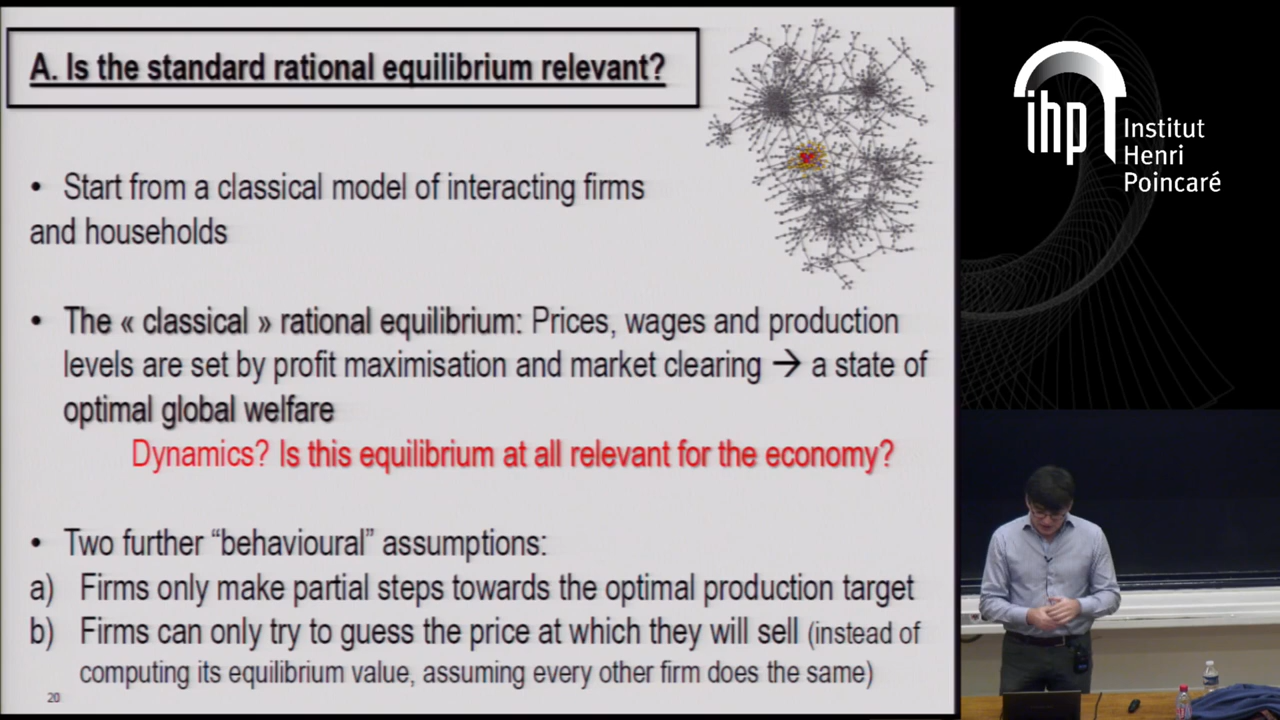 A. Is the standard rational equilibrium relevant?
• Start from a classical model of interacting firms
and households
• The « classical » rational equilibrium: Prices, wages and production
levels are set by profit maximisation and market clearing → a state of
optimal global welfare
Dynamics? Is this equilibrium at all relevant for the economy?
• Two further “behavioural” assumptions:
a) Firms only make partial steps towards the optimal production target
b) Firms can only try to guess the price at which they will sell (instead of
computing its equilibrium value, assuming every other firm does the same)
20
ihp
Institut
Henri
Poincaré